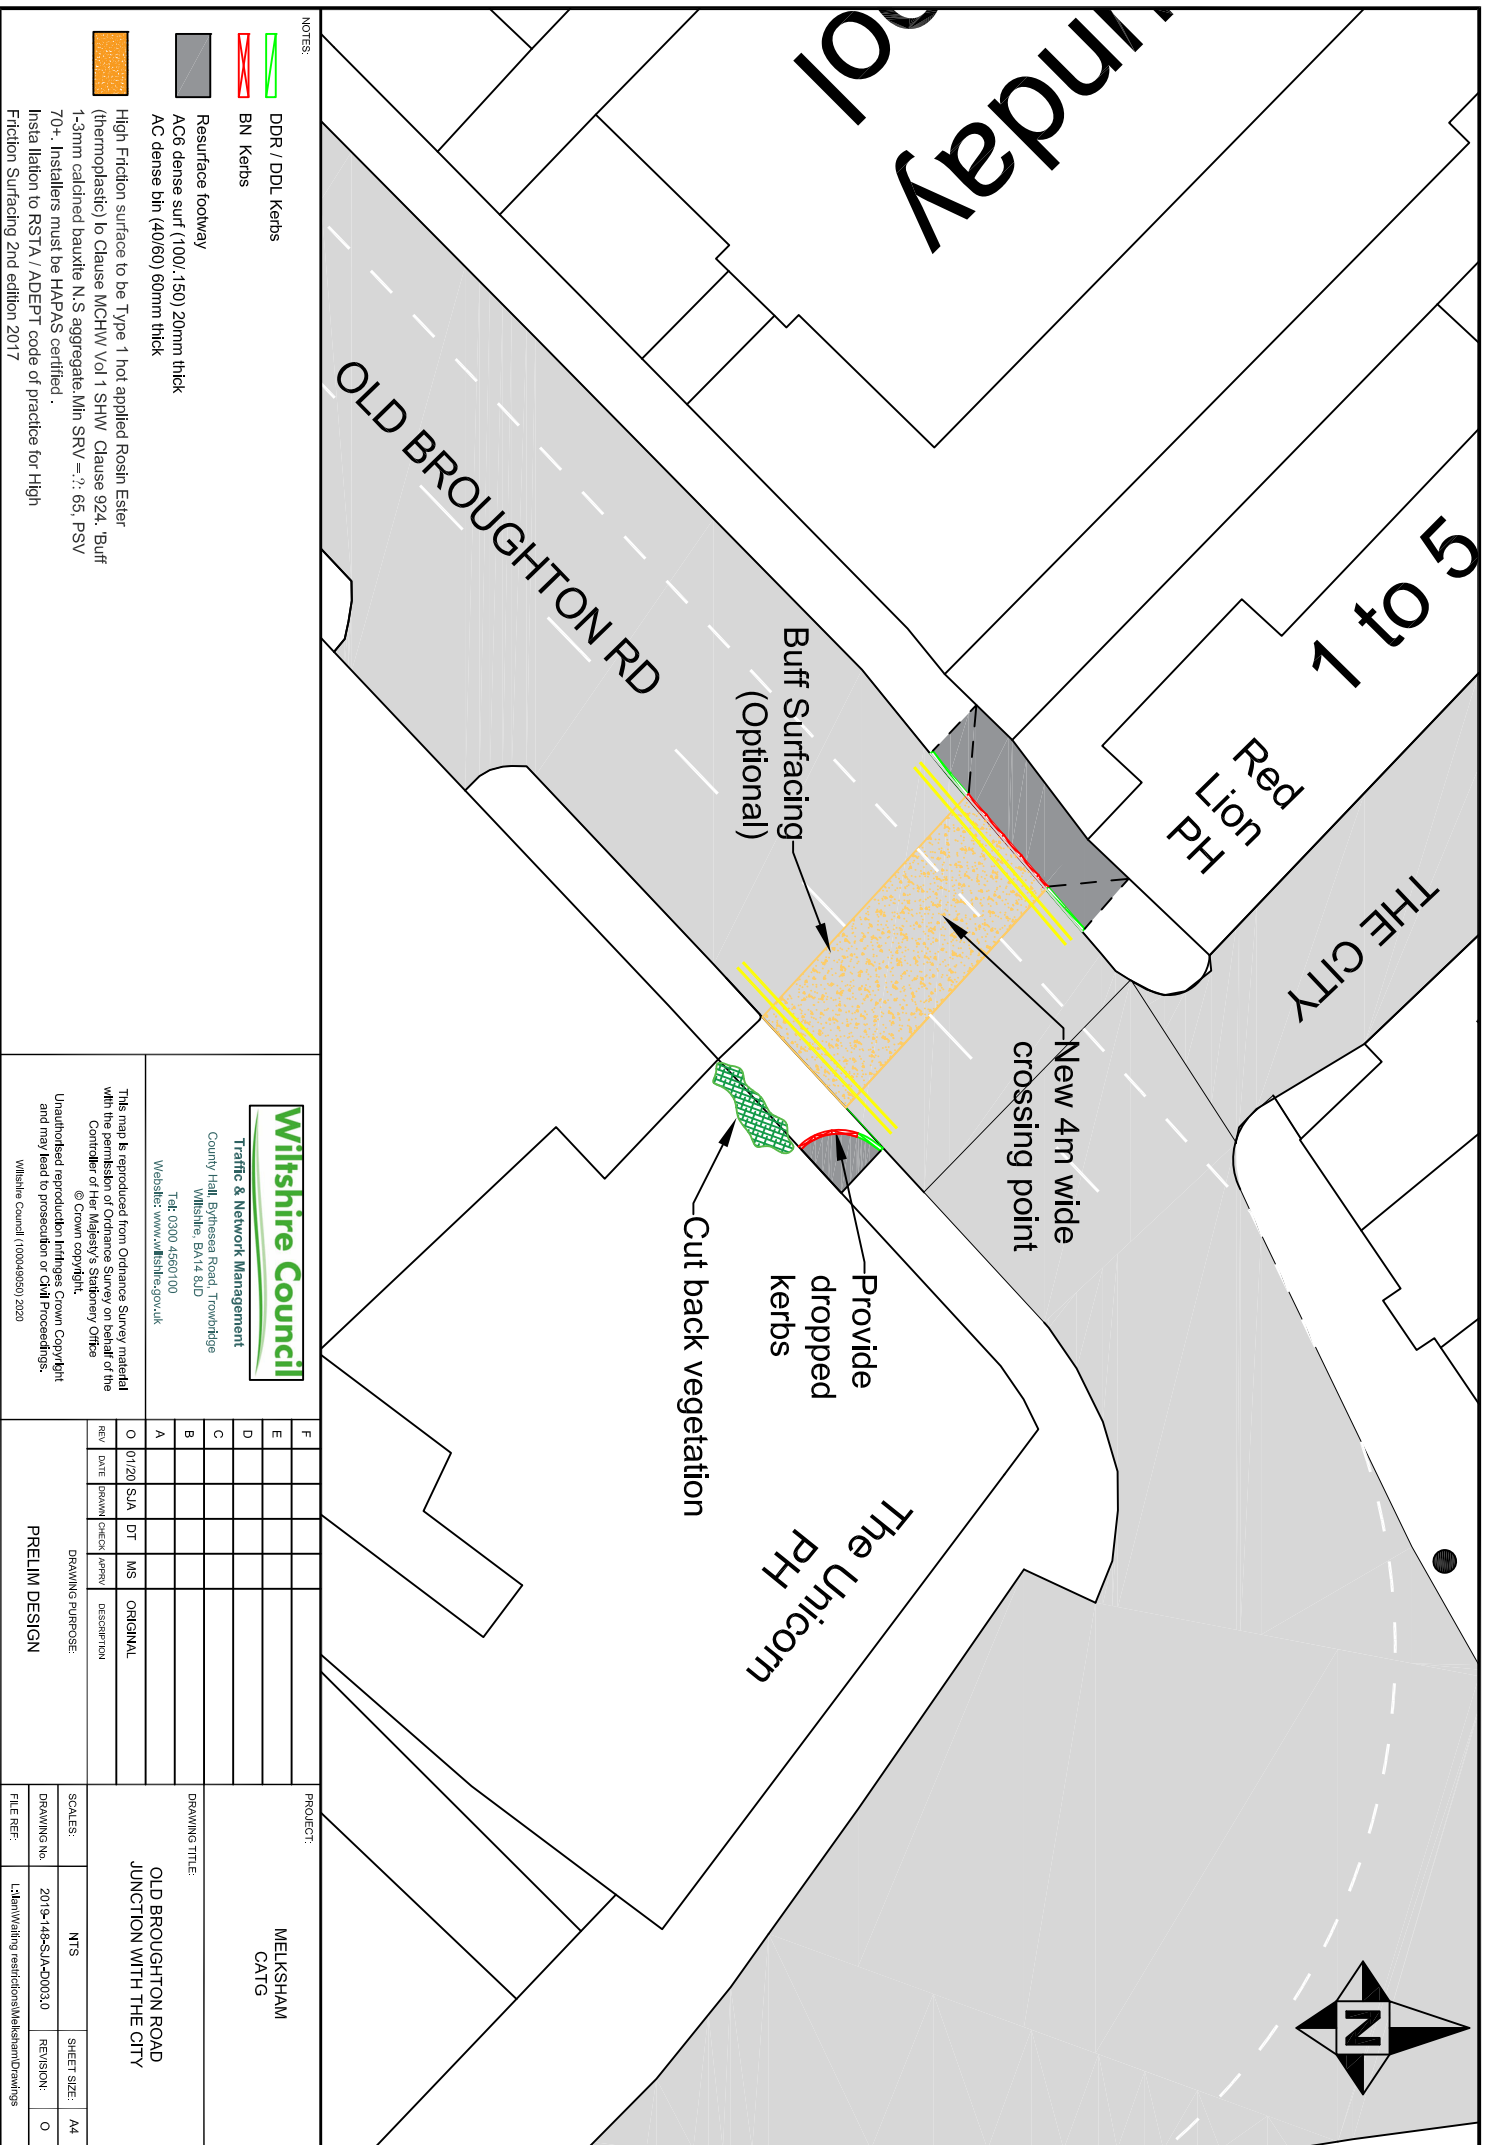 unday
ool
1 to 5
Red
Lion
PH
THE CITY
OLD BROUGHTON RD
Buff Surfacing
(Optional)
New 4m wide
crossing point
Provide
dropped
kerbs
Cut back vegetation
The Unicorn
PH
N
NOTES:
DDR / DDL Kerbs
BN Kerbs
Resurface footway
AC6 dense surf (100/.150) 20mm thick
AC dense bin (40/60) 60mm thick
High Friction surface to be Type 1 hot applied Rosin Ester
(thermoplastic) lo Clause MCHW Vol 1 SHW Clause 924. 'Buff
1-3mm calcined bauxite N.S aggregate.Min SRV =.?: 65, PSV
70+. Installers must be HAPAS certified .
Insta llation to RSTA / ADEPT code of practice for High
Friction Surfacing 2nd edition 2017
Wiltshire Council
Traffic & Network Management
County Hall, Bythesea Road, Trowbridge
Wiltshire, BA14 8JD
Tel: 0300 4560100
Website: www.wiltshire.gov.uk
This map is reproduced from Ordnance Survey material
with the permission of Ordnance Survey on behalf of the
Controller of Her Majesty's Stationery Office
© Crown copyright.
Unauthorised reproduction infringes Crown Copyright
and may lead to prosecution or Civil Proceedings.
Wiltshire Council (100049050) 2020
F
E
D
C
B
A
O 01/20 SJA DT MS ORIGINAL
REV DATE DRAWN CHECK APPRV DESCRIPTION
DRAWING PURPOSE:
PRELIM DESIGN
PROJECT:
MELKSHAM
CATG
DRAWING TITLE:
OLD BROUGHTON ROAD
JUNCTION WITH THE CITY
SCALES: NTS SHEET SIZE: A4
DRAWING No. 2019-148-SJA-D003.0 REVISION: O
FILE REF: L:\Ian\Waiting restrictions\Melksham\Drawings